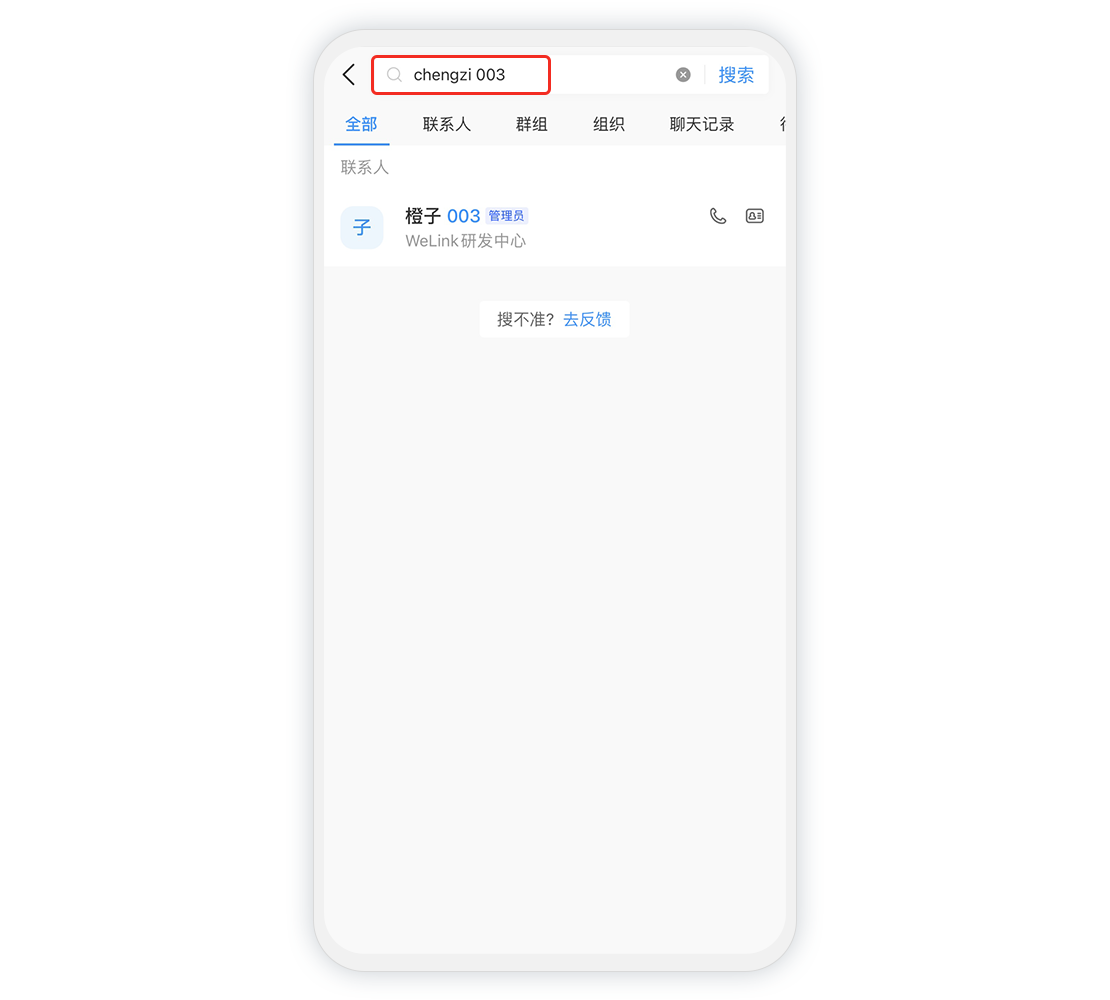 chengzi 003 搜索
全部 联系人 群组 组织 聊天记录
联系人
子
橙子 003 管理员
WeLink研发中心
搜不准? 去反馈